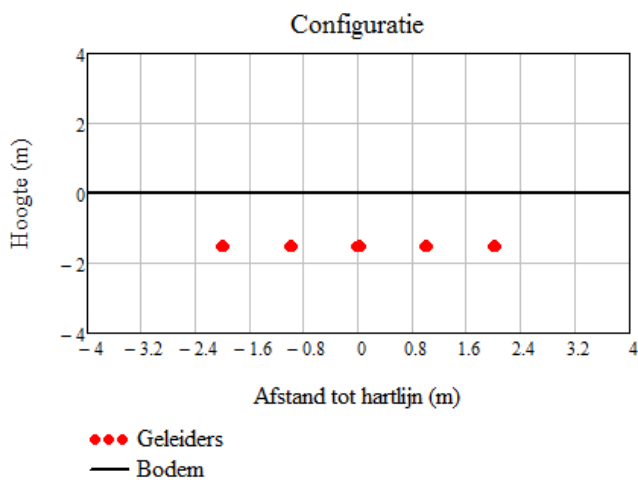 Configuratie
Hoogte (m)
4
2
0
− 2
− 4
− 4 − 3.2 − 2.4 − 1.6 − 0.8 0 0.8 1.6 2.4 3.2 4
Afstand tot hartlijn (m)
Geleiders
Bodem